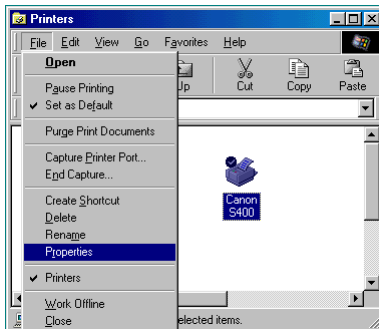 Printers
File Edit View Go Favorites Help
Open
Pause Printing
Set as Default
Purge Print Documents
Capture Printer Port...
End Capture...
Create Shortcut
Delete
Rename
Properties
Printers
Work Offline
Close
Up Cut Copy Paste
Canon
S400
elected items.